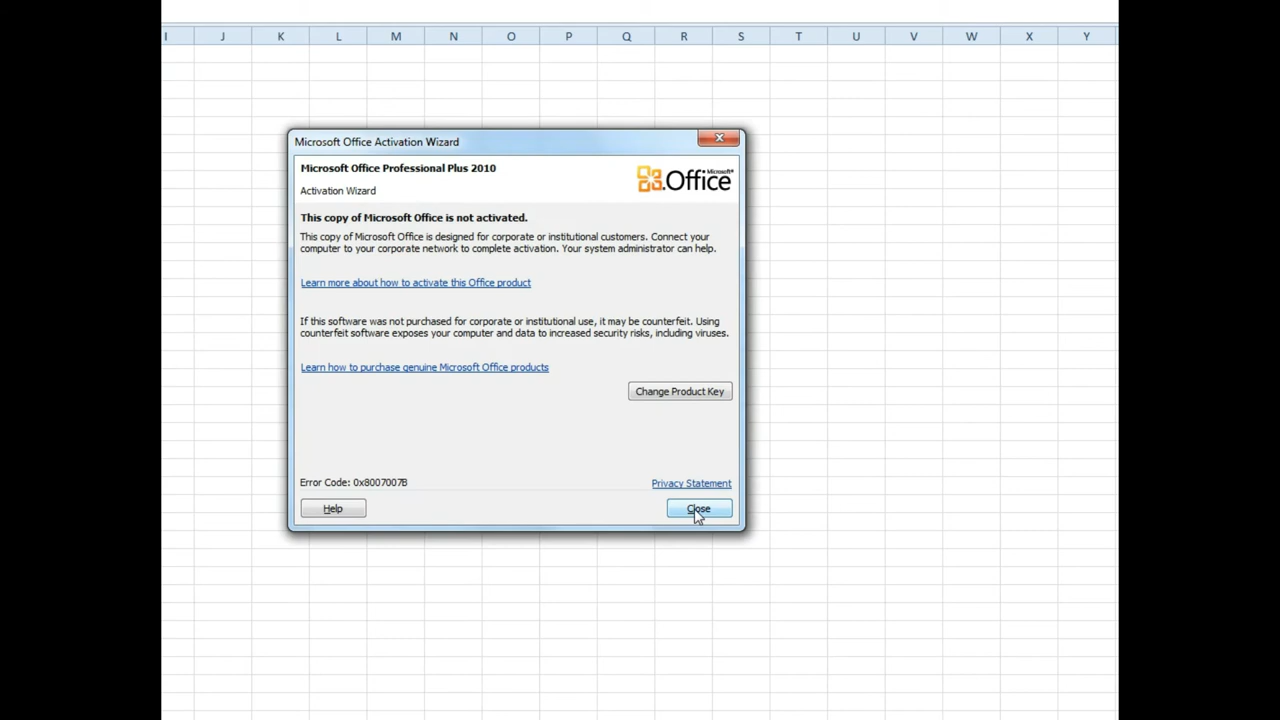 I J K L M N O P Q R S T U V W X Y
Microsoft Office Activation Wizard
Microsoft Office Professional Plus 2010
Activation Wizard
Microsoft®
Office
This copy of Microsoft Office is not activated.
This copy of Microsoft Office is designed for corporate or institutional customers. Connect your
computer to your corporate network to complete activation. Your system administrator can help.
Learn more about how to activate this Office product
If this software was not purchased for corporate or institutional use, it may be counterfeit. Using
counterfeit software exposes your computer and data to increased security risks, including viruses.
Learn how to purchase genuine Microsoft Office products
Change Product Key
Error Code: 0x8007007B
Privacy Statement
Help
Close